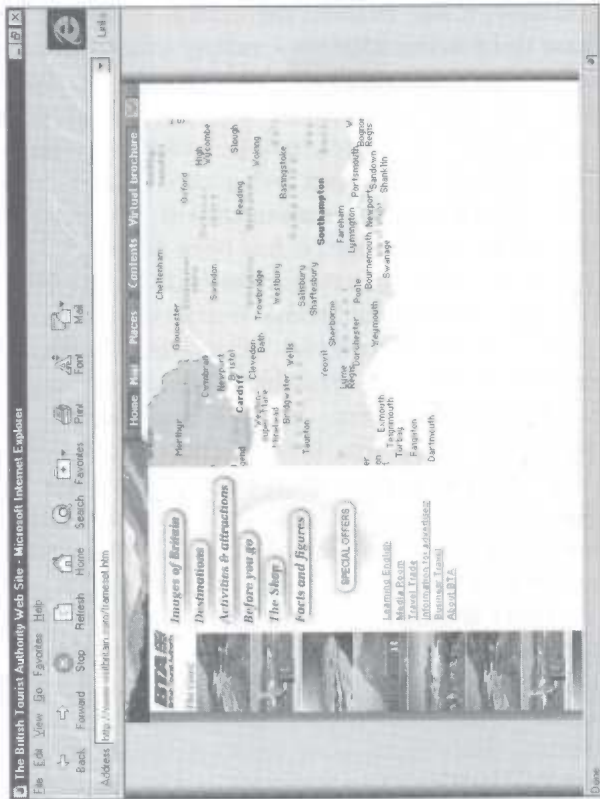 The British Tourist Authority Web Site - Microsoft Internet Explorer
File Edit View Go Favorites Help
Back Forward Stop Refresh Home Search Favorites Print Font Mail
Address Links
Home Mail Places Contents Virtual brochure
BTA
Images of Britain
Destinations
Activities & attractions
Before you go
The Shop
Facts and figures
SPECIAL OFFERS
Learning English
Media Room
Travel Trade
Information for advertisers
Business Travel
About BTA
Cheltenham
Gloucester
Oxford
High
Wycombe
Merthyr
Cwmbran
Newport
Swindon
Slough
Bristol
Cardiff
Reading
Clevedon
Bath
Trowbridge
Woking
Westbury
Basingstoke
Bridgwater
Wells
Taunton
Salisbury
Shaftesbury
Southampton
Yeovil
Sherborne
Fareham
Lymington
Portsmouth
Bognor
Regis
Lyme
Regis
Dorchester
Poole
Bournemouth
Newport
Sandown
Shanklin
Weymouth
Swanage
Exmouth
Teignmouth
Torbay
Paignton
Dartmouth
Done